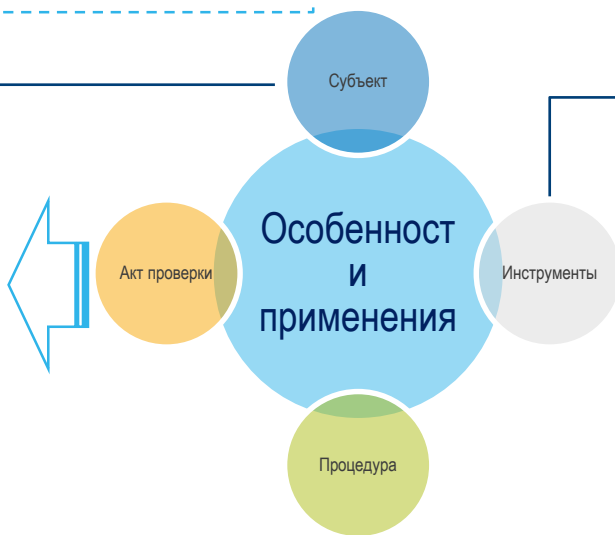 Субъект
Особенност
и
применения
Акт проверки
Инструменты
Процедура